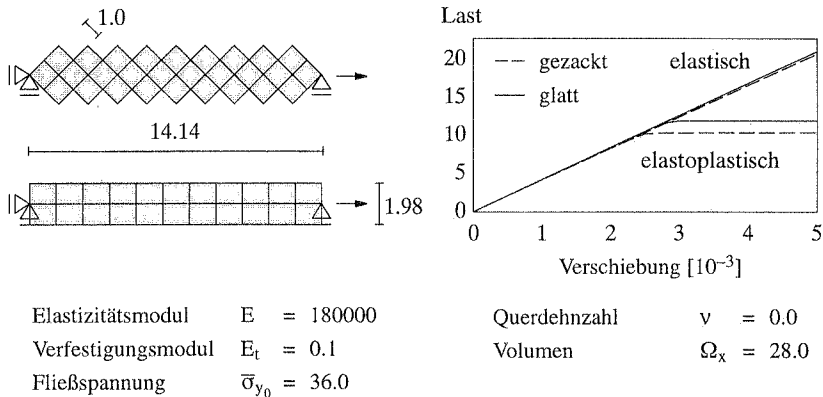 1.0
14.14
1.98
Last
20
15
10
5
0
gezackt
glatt
elastisch
elastoplastisch
0 1 2 3 4 5
Verschiebung [10⁻³]
Elastizitätsmodul E = 180000
Verfestigungsmodul Eₜ = 0.1
Fließspannung σ̅y₀ = 36.0
Querdehnzahl ν = 0.0
Volumen Ωₓ = 28.0